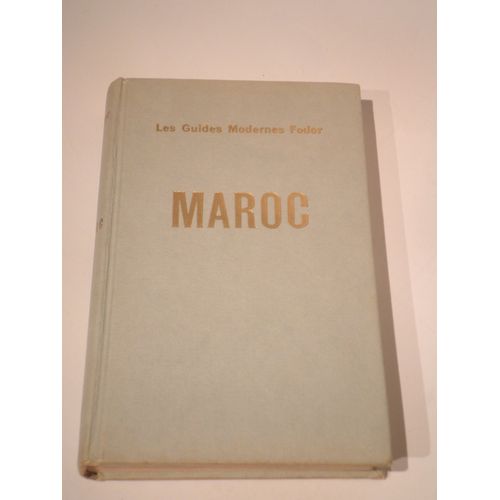 Les Guides Modernes Fodor
MAROC